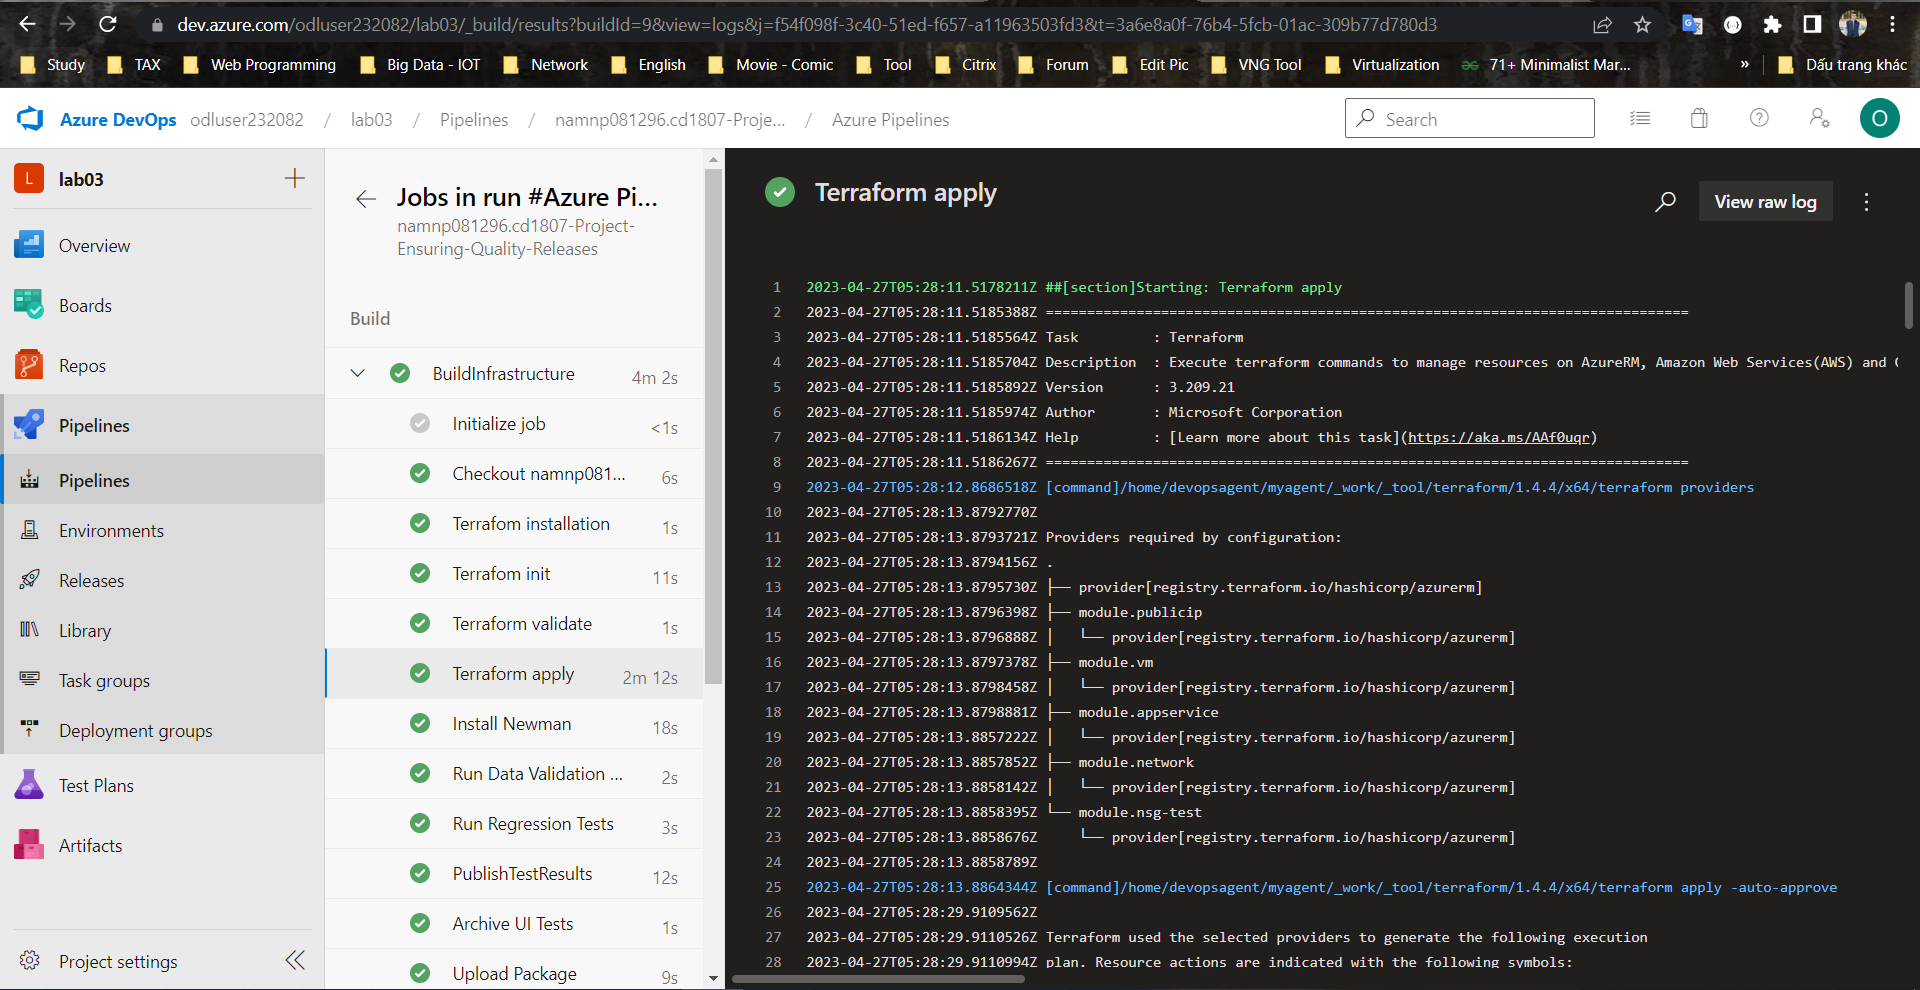 dev.azure.com/odluser232082/lab03/_build/results?buildId=9&view=logs&j=f54f098f-3c40-51ed-f657-a11963503fd3&t=3a6e8a0f-76b4-5fcb-01ac-309b77d780d3
Study TAX Web Programming Big Data - IOT Network English Movie - Comic Tool Citrix Forum Edit Pic VNG Tool Virtualization 71+ Minimalist Mar... » Dấu trang khác
Azure DevOps odluser232082 / lab03 / Pipelines / namnp081296.cd1807-Proje... / Azure Pipelines
Search
O
L lab03
Overview
Boards
Repos
Pipelines
Pipelines
Environments
Releases
Library
Task groups
Deployment groups
Test Plans
Artifacts
Project settings
Jobs in run #Azure Pi...
namnp081296.cd1807-Project-
Ensuring-Quality-Releases
Build
BuildInfrastructure 4m 2s
Initialize job <1s
Checkout namnp081... 6s
Terrafom installation 1s
Terrafom init 11s
Terraform validate 1s
Terraform apply 2m 12s
Install Newman 18s
Run Data Validation ... 2s
Run Regression Tests 3s
PublishTestResults 12s
Archive UI Tests 1s
Upload Package 9s
Terraform apply
View raw log
1 2023-04-27T05:28:11.5178211Z ##[section]Starting: Terraform apply
2 2023-04-27T05:28:11.5185388Z ==============================================================================
3 2023-04-27T05:28:11.5185564Z Task         : Terraform
4 2023-04-27T05:28:11.5185704Z Description  : Execute terraform commands to manage resources on AzureRM, Amazon Web Services(AWS) and
5 2023-04-27T05:28:11.5185892Z Version      : 3.209.21
6 2023-04-27T05:28:11.5185974Z Author       : Microsoft Corporation
7 2023-04-27T05:28:11.5186134Z Help         : [Learn more about this task](https://aka.ms/AAf0uqr)
8 2023-04-27T05:28:11.5186267Z ==============================================================================
9 2023-04-27T05:28:12.8686518Z [command]/home/devopsagent/myagent/_work/_tool/terraform/1.4.4/x64/terraform providers
10 2023-04-27T05:28:13.8792770Z
11 2023-04-27T05:28:13.8793721Z Providers required by configuration:
12 2023-04-27T05:28:13.8794156Z .
13 2023-04-27T05:28:13.8795730Z ├── provider[registry.terraform.io/hashicorp/azurerm]
14 2023-04-27T05:28:13.8796398Z ├── module.publicip
15 2023-04-27T05:28:13.8796888Z │   └── provider[registry.terraform.io/hashicorp/azurerm]
16 2023-04-27T05:28:13.8797378Z ├── module.vm
17 2023-04-27T05:28:13.8798458Z │   └── provider[registry.terraform.io/hashicorp/azurerm]
18 2023-04-27T05:28:13.8798881Z ├── module.appservice
19 2023-04-27T05:28:13.8857222Z │   └── provider[registry.terraform.io/hashicorp/azurerm]
20 2023-04-27T05:28:13.8857852Z ├── module.network
21 2023-04-27T05:28:13.8858142Z │   └── provider[registry.terraform.io/hashicorp/azurerm]
22 2023-04-27T05:28:13.8858395Z └── module.nsg-test
23 2023-04-27T05:28:13.8858676Z     └── provider[registry.terraform.io/hashicorp/azurerm]
24 2023-04-27T05:28:13.8858789Z
25 2023-04-27T05:28:13.8864344Z [command]/home/devopsagent/myagent/_work/_tool/terraform/1.4.4/x64/terraform apply -auto-approve
26 2023-04-27T05:28:29.9109562Z
27 2023-04-27T05:28:29.9110526Z Terraform used the selected providers to generate the following execution
28 2023-04-27T05:28:29.9110994Z plan. Resource actions are indicated with the following symbols: